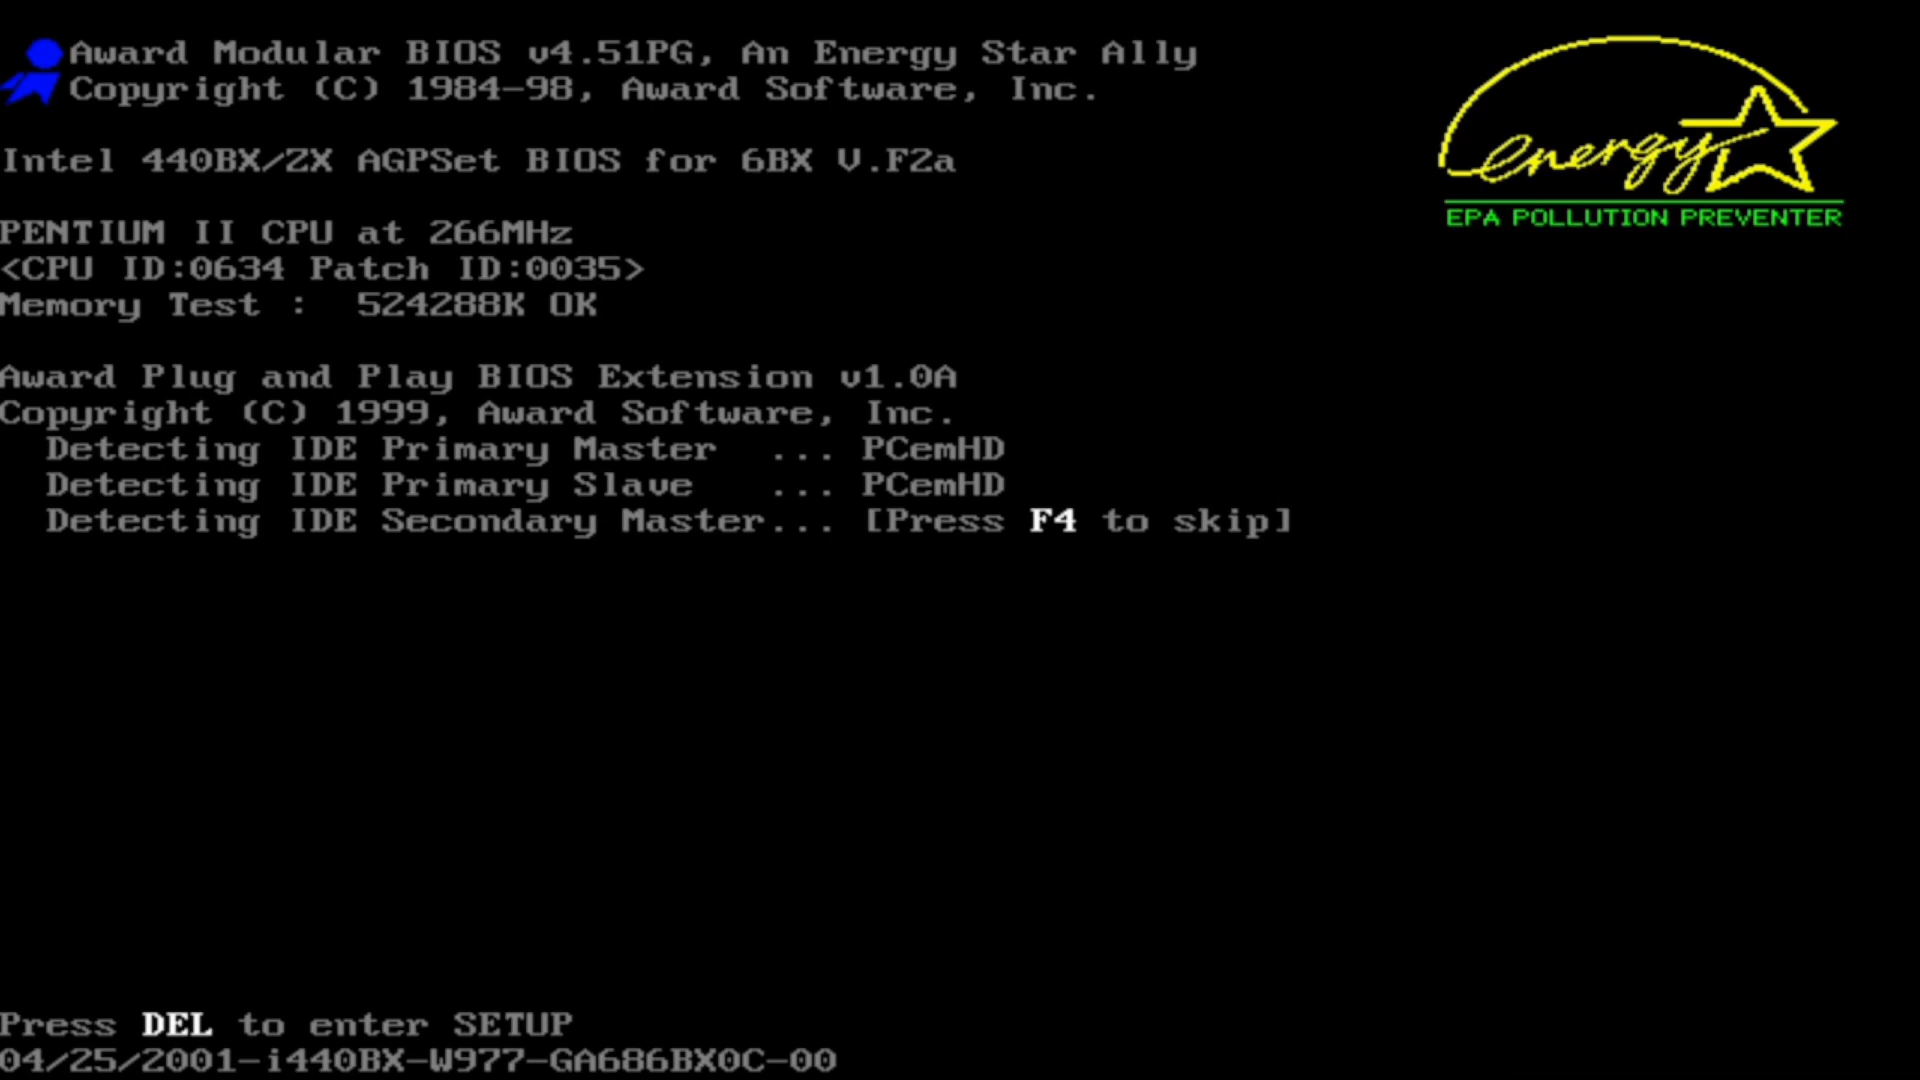 Award Modular BIOS v4.51PG, An Energy Star Ally
Copyright (C) 1984-98, Award Software, Inc.
energy
EPA POLLUTION PREVENTER
Intel 440BX/ZX AGPSet BIOS for 6BX V.F2a
PENTIUM II CPU at 266MHz
<CPU ID:0634 Patch ID:0035>
Memory Test :  524288K OK
Award Plug and Play BIOS Extension v1.0A
Copyright (C) 1999, Award Software, Inc.
Detecting IDE Primary Master  ... PCemHD
Detecting IDE Primary Slave   ... PCemHD
Detecting IDE Secondary Master... [Press F4 to skip]
Press DEL to enter SETUP
04/25/2001-i440BX-W977-GA686BX0C-00